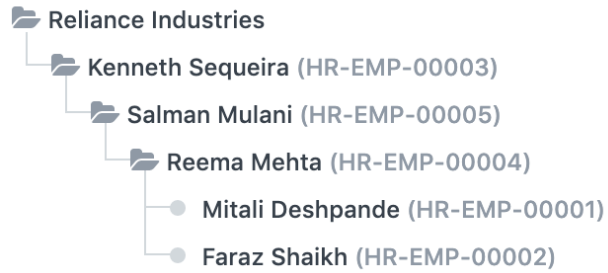 Reliance Industries
Kenneth Sequeira (HR-EMP-00003)
Salman Mulani (HR-EMP-00005)
Reema Mehta (HR-EMP-00004)
Mitali Deshpande (HR-EMP-00001)
Faraz Shaikh (HR-EMP-00002)